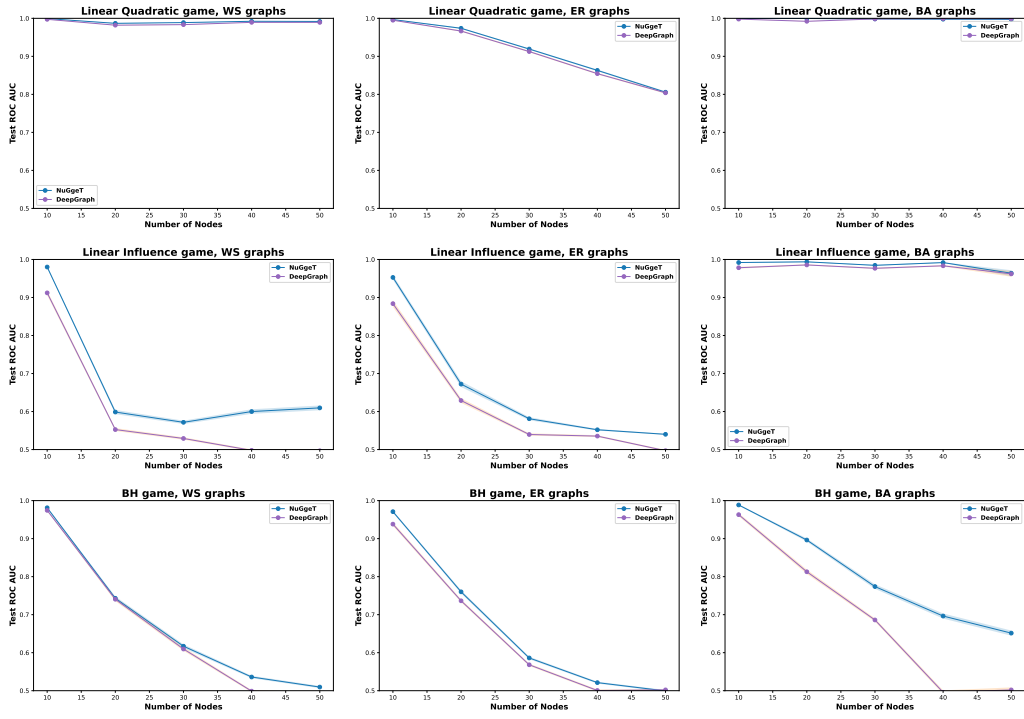 Linear Quadratic game, WS graphs
1.0
0.9
0.8
0.7
0.6
0.5
Test ROC AUC
NuGgeT
DeepGraph
10 15 20 25 30 35 40 45 50
Number of Nodes
Linear Quadratic game, ER graphs
1.0
0.9
0.8
0.7
0.6
0.5
Test ROC AUC
NuGgeT
DeepGraph
10 15 20 25 30 35 40 45 50
Number of Nodes
Linear Quadratic game, BA graphs
1.0
0.9
0.8
0.7
0.6
0.5
Test ROC AUC
NuGgeT
DeepGraph
10 15 20 25 30 35 40 45 50
Number of Nodes
Linear Influence game, WS graphs
1.0
0.9
0.8
0.7
0.6
0.5
Test ROC AUC
NuGgeT
DeepGraph
10 15 20 25 30 35 40 45 50
Number of Nodes
Linear Influence game, ER graphs
1.0
0.9
0.8
0.7
0.6
0.5
Test ROC AUC
NuGgeT
DeepGraph
10 15 20 25 30 35 40 45 50
Number of Nodes
Linear Influence game, BA graphs
1.0
0.9
0.8
0.7
0.6
0.5
Test ROC AUC
NuGgeT
DeepGraph
10 15 20 25 30 35 40 45 50
Number of Nodes
BH game, WS graphs
1.0
0.9
0.8
0.7
0.6
0.5
Test ROC AUC
NuGgeT
DeepGraph
10 15 20 25 30 35 40 45 50
Number of Nodes
BH game, ER graphs
1.0
0.9
0.8
0.7
0.6
0.5
Test ROC AUC
NuGgeT
DeepGraph
10 15 20 25 30 35 40 45 50
Number of Nodes
BH game, BA graphs
1.0
0.9
0.8
0.7
0.6
0.5
Test ROC AUC
NuGgeT
DeepGraph
10 15 20 25 30 35 40 45 50
Number of Nodes